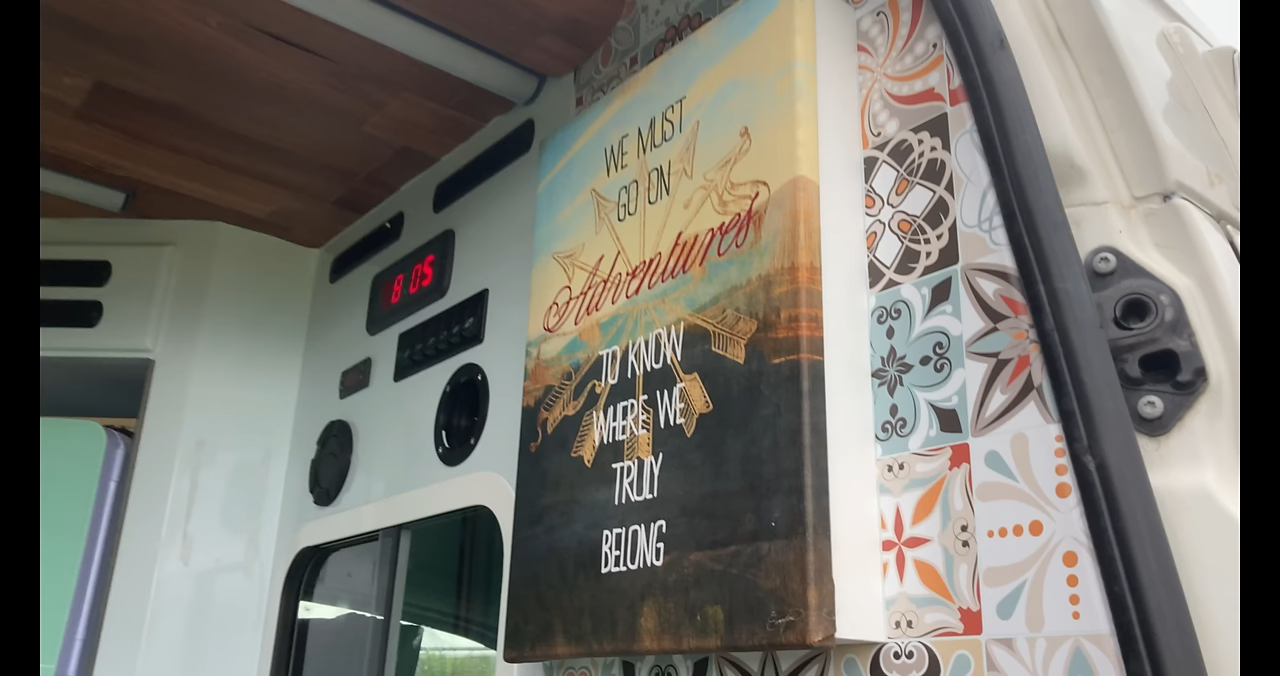 WE MUST
GO ON
Adventures
TO KNOW
WHERE WE
TRULY
BELONG
8:05